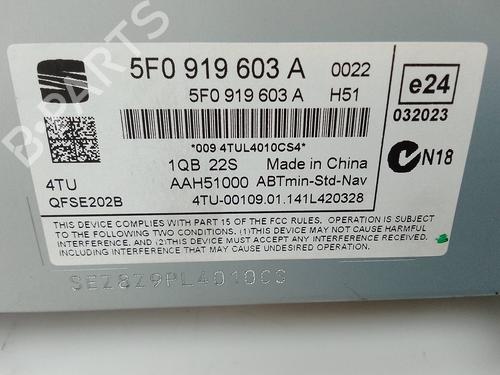 B-PARTS
5F0 919 603 A 0022
5F0 919 603 A H51
e24
032023
*009 4TUL4010CS4*
1QB 22S Made in China
N18
4TU AAH51000 ABTmin-Std-Nav
QFSE202B 4TU-00109.01.141L420328
THIS DEVICE COMPLIES WITH PART 15 OF THE FCC RULES. OPERATION IS
SUBJECT TO THE FOLLOWING TWO CONDITIONS: (1) THIS DEVICE MAY NOT CAUSE
HARMFUL INTERFERENCE, AND (2) THIS DEVICE MUST ACCEPT ANY INTERFERENCE RECEIVED,
INCLUDING INTERFERENCE THAT MAY CAUSE UNDESIRED OPERATION.
SEZ8Z9PL4010CS